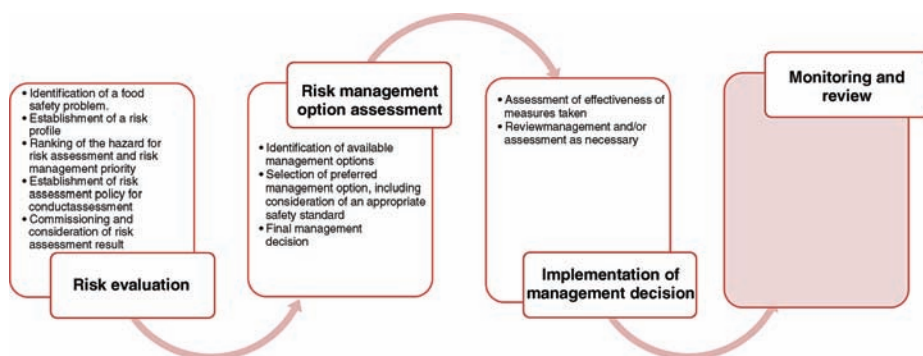 • Identification of a food
safety problem.
• Establishment of a risk
profile
• Ranking of the hazard for
risk assessment and risk
management priority
• Establishment of risk
assessment policy for
conductassessment
• Commissioning and
consideration of risk
assessment result
Risk evaluation
Risk management
option assessment
• Identification of available
management options
• Selection of preferred
management option, including
consideration of an appropriate
safety standard
• Final management
decision
• Assessment of effectiveness of
measures taken
• Reviewmanagement and/or
assessment as necessary
Implementation of
management decision
Monitoring and
review